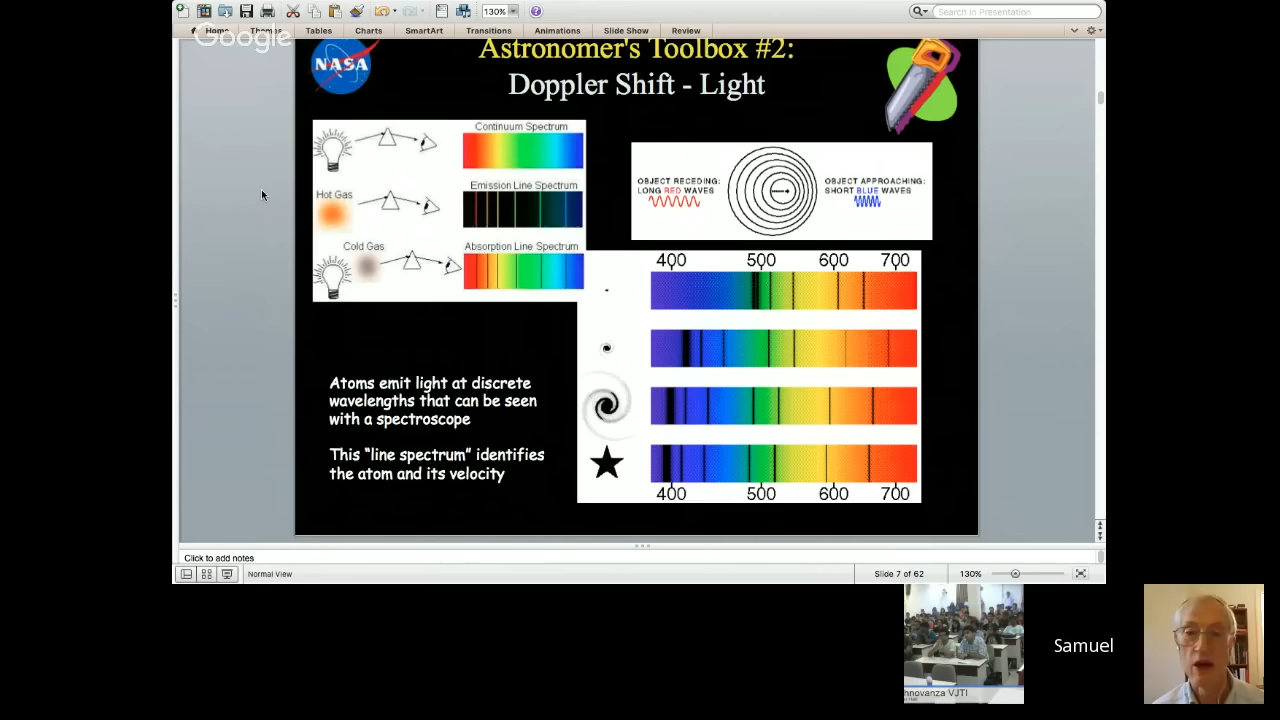 130%
Search in Presentation
Home
Themes
Tables
Charts
SmartArt
Transitions
Animations
Slide Show
Review
Google
NASA
Astronomer's Toolbox #2:
Doppler Shift - Light
Continuum Spectrum
Hot Gas
Emission Line Spectrum
Cold Gas
Absorption Line Spectrum
OBJECT RECEDING:
LONG RED WAVES
OBJECT APPROACHING:
SHORT BLUE WAVES
400 500 600 700
400 500 600 700
Atoms emit light at discrete
wavelengths that can be seen
with a spectroscope
This “line spectrum” identifies
the atom and its velocity
Click to add notes
Normal View
Slide 7 of 62
130%
Samuel
hnovanza VJTI